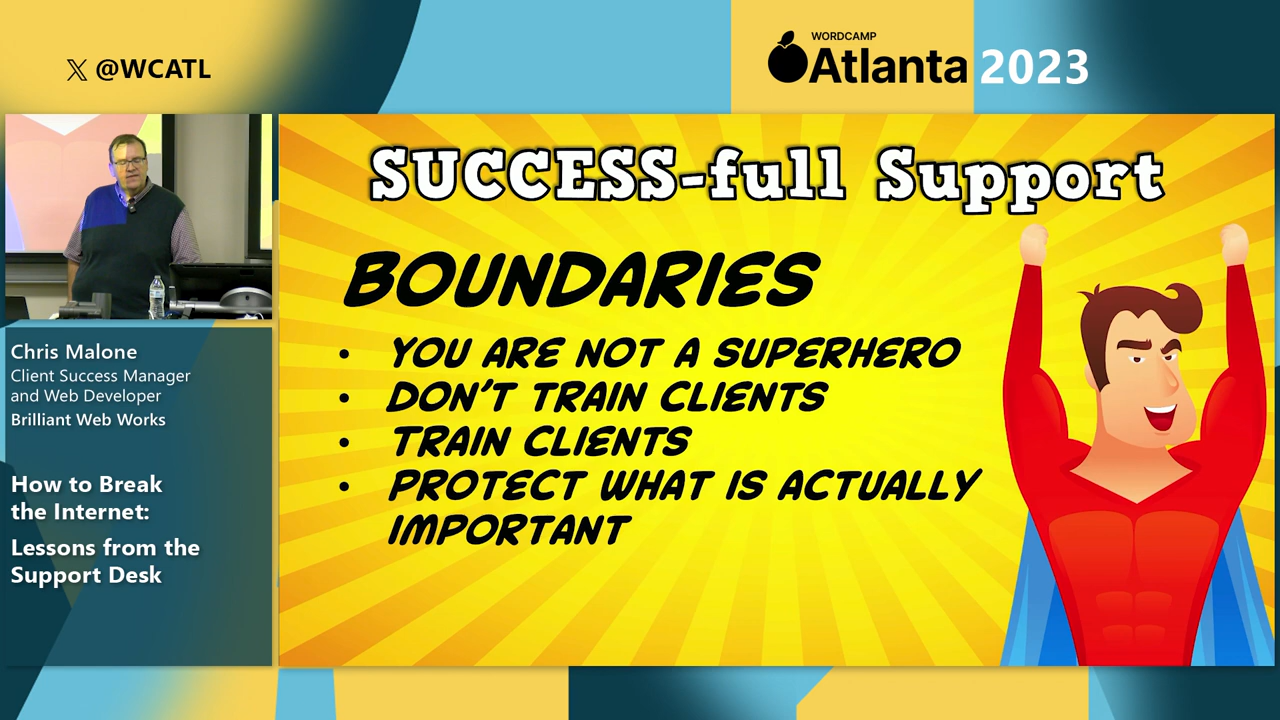 𝕏 @WCATL
WORDCAMP
Atlanta 2023
SUCCESS-full Support
BOUNDARIES
• YOU ARE NOT A SUPERHERO
• DON'T TRAIN CLIENTS
• TRAIN CLIENTS
• PROTECT WHAT IS ACTUALLY
IMPORTANT
Chris Malone
Client Success Manager
and Web Developer
Brilliant Web Works
How to Break
the Internet:
Lessons from the
Support Desk